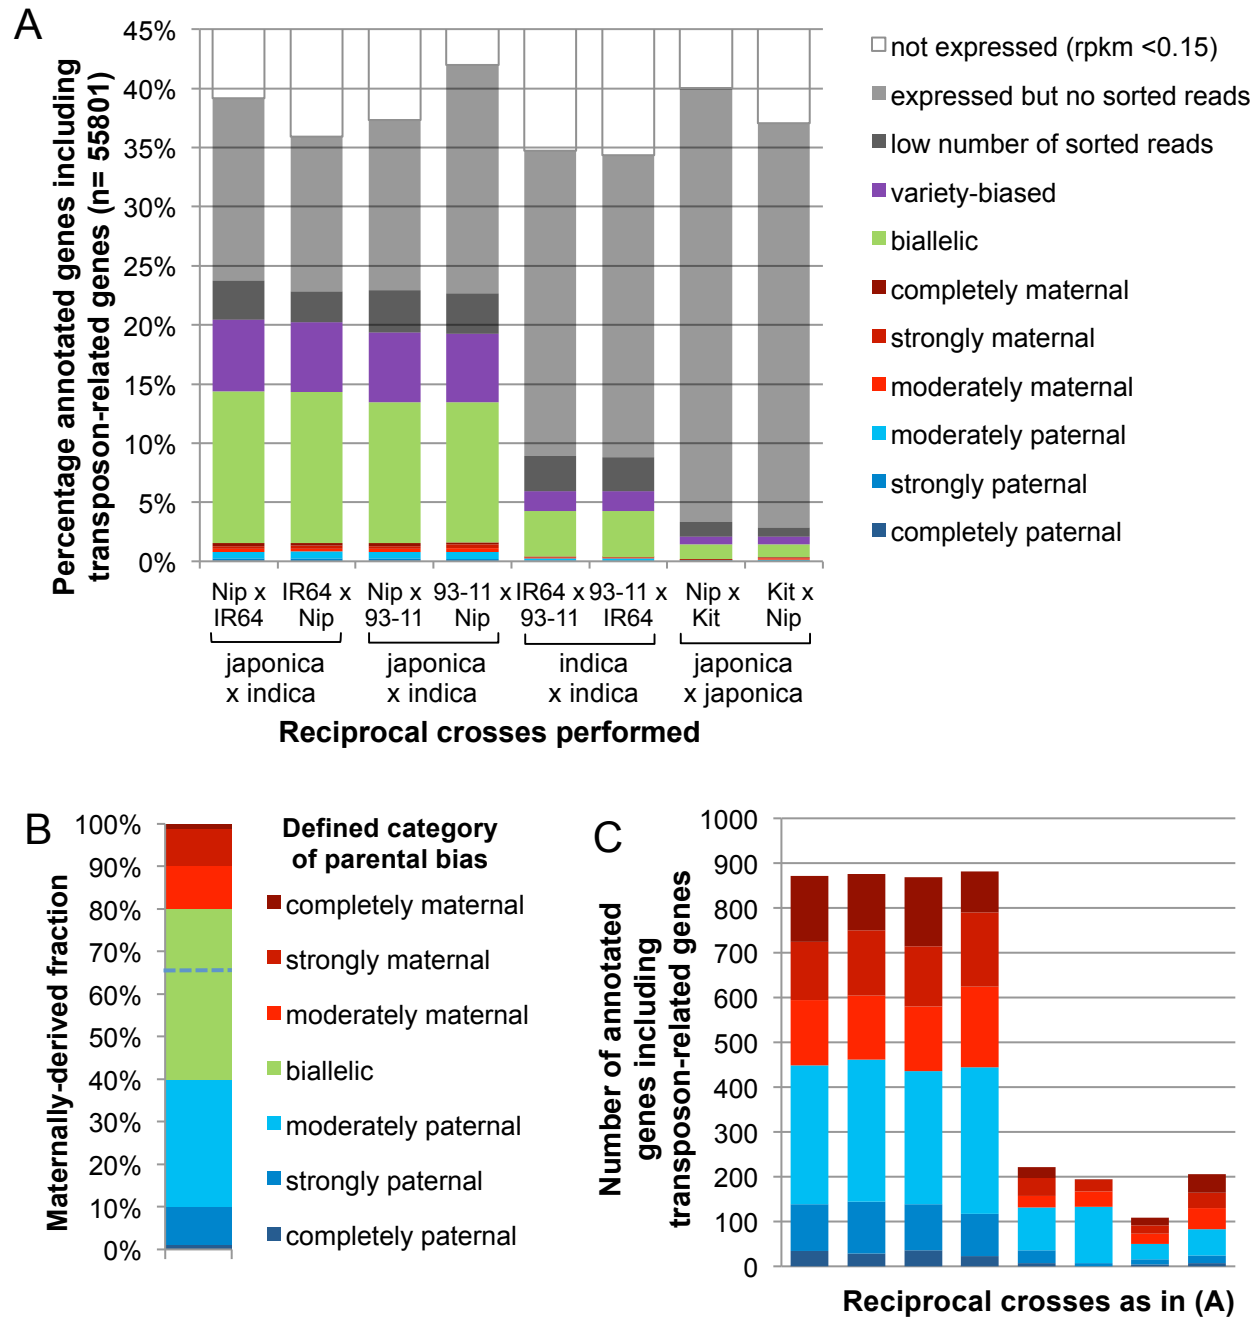 A
Percentage annotated genes including
transposon-related genes (n= 55801)
45%
40%
35%
30%
25%
20%
15%
10%
5%
0%
not expressed (rpkm <0.15)
expressed but no sorted reads
low number of sorted reads
variety-biased
biallelic
completely maternal
strongly maternal
moderately maternal
moderately paternal
strongly paternal
completely paternal
Nip x
IR64
IR64 x
Nip
Nip x
93-11
93-11 x
Nip
IR64 x
93-11
93-11 x
IR64
Nip x
Kit
Kit x
Nip
japonica
x indica
japonica
x indica
indica
x indica
japonica
x japonica
Reciprocal crosses performed
B
Maternally-derived fraction
100%
90%
80%
70%
60%
50%
40%
30%
20%
10%
0%
Defined category
of parental bias
completely maternal
strongly maternal
moderately maternal
biallelic
moderately paternal
strongly paternal
completely paternal
C
Number of annotated
genes including
transposon-related genes
1000
900
800
700
600
500
400
300
200
100
0
Reciprocal crosses as in (A)